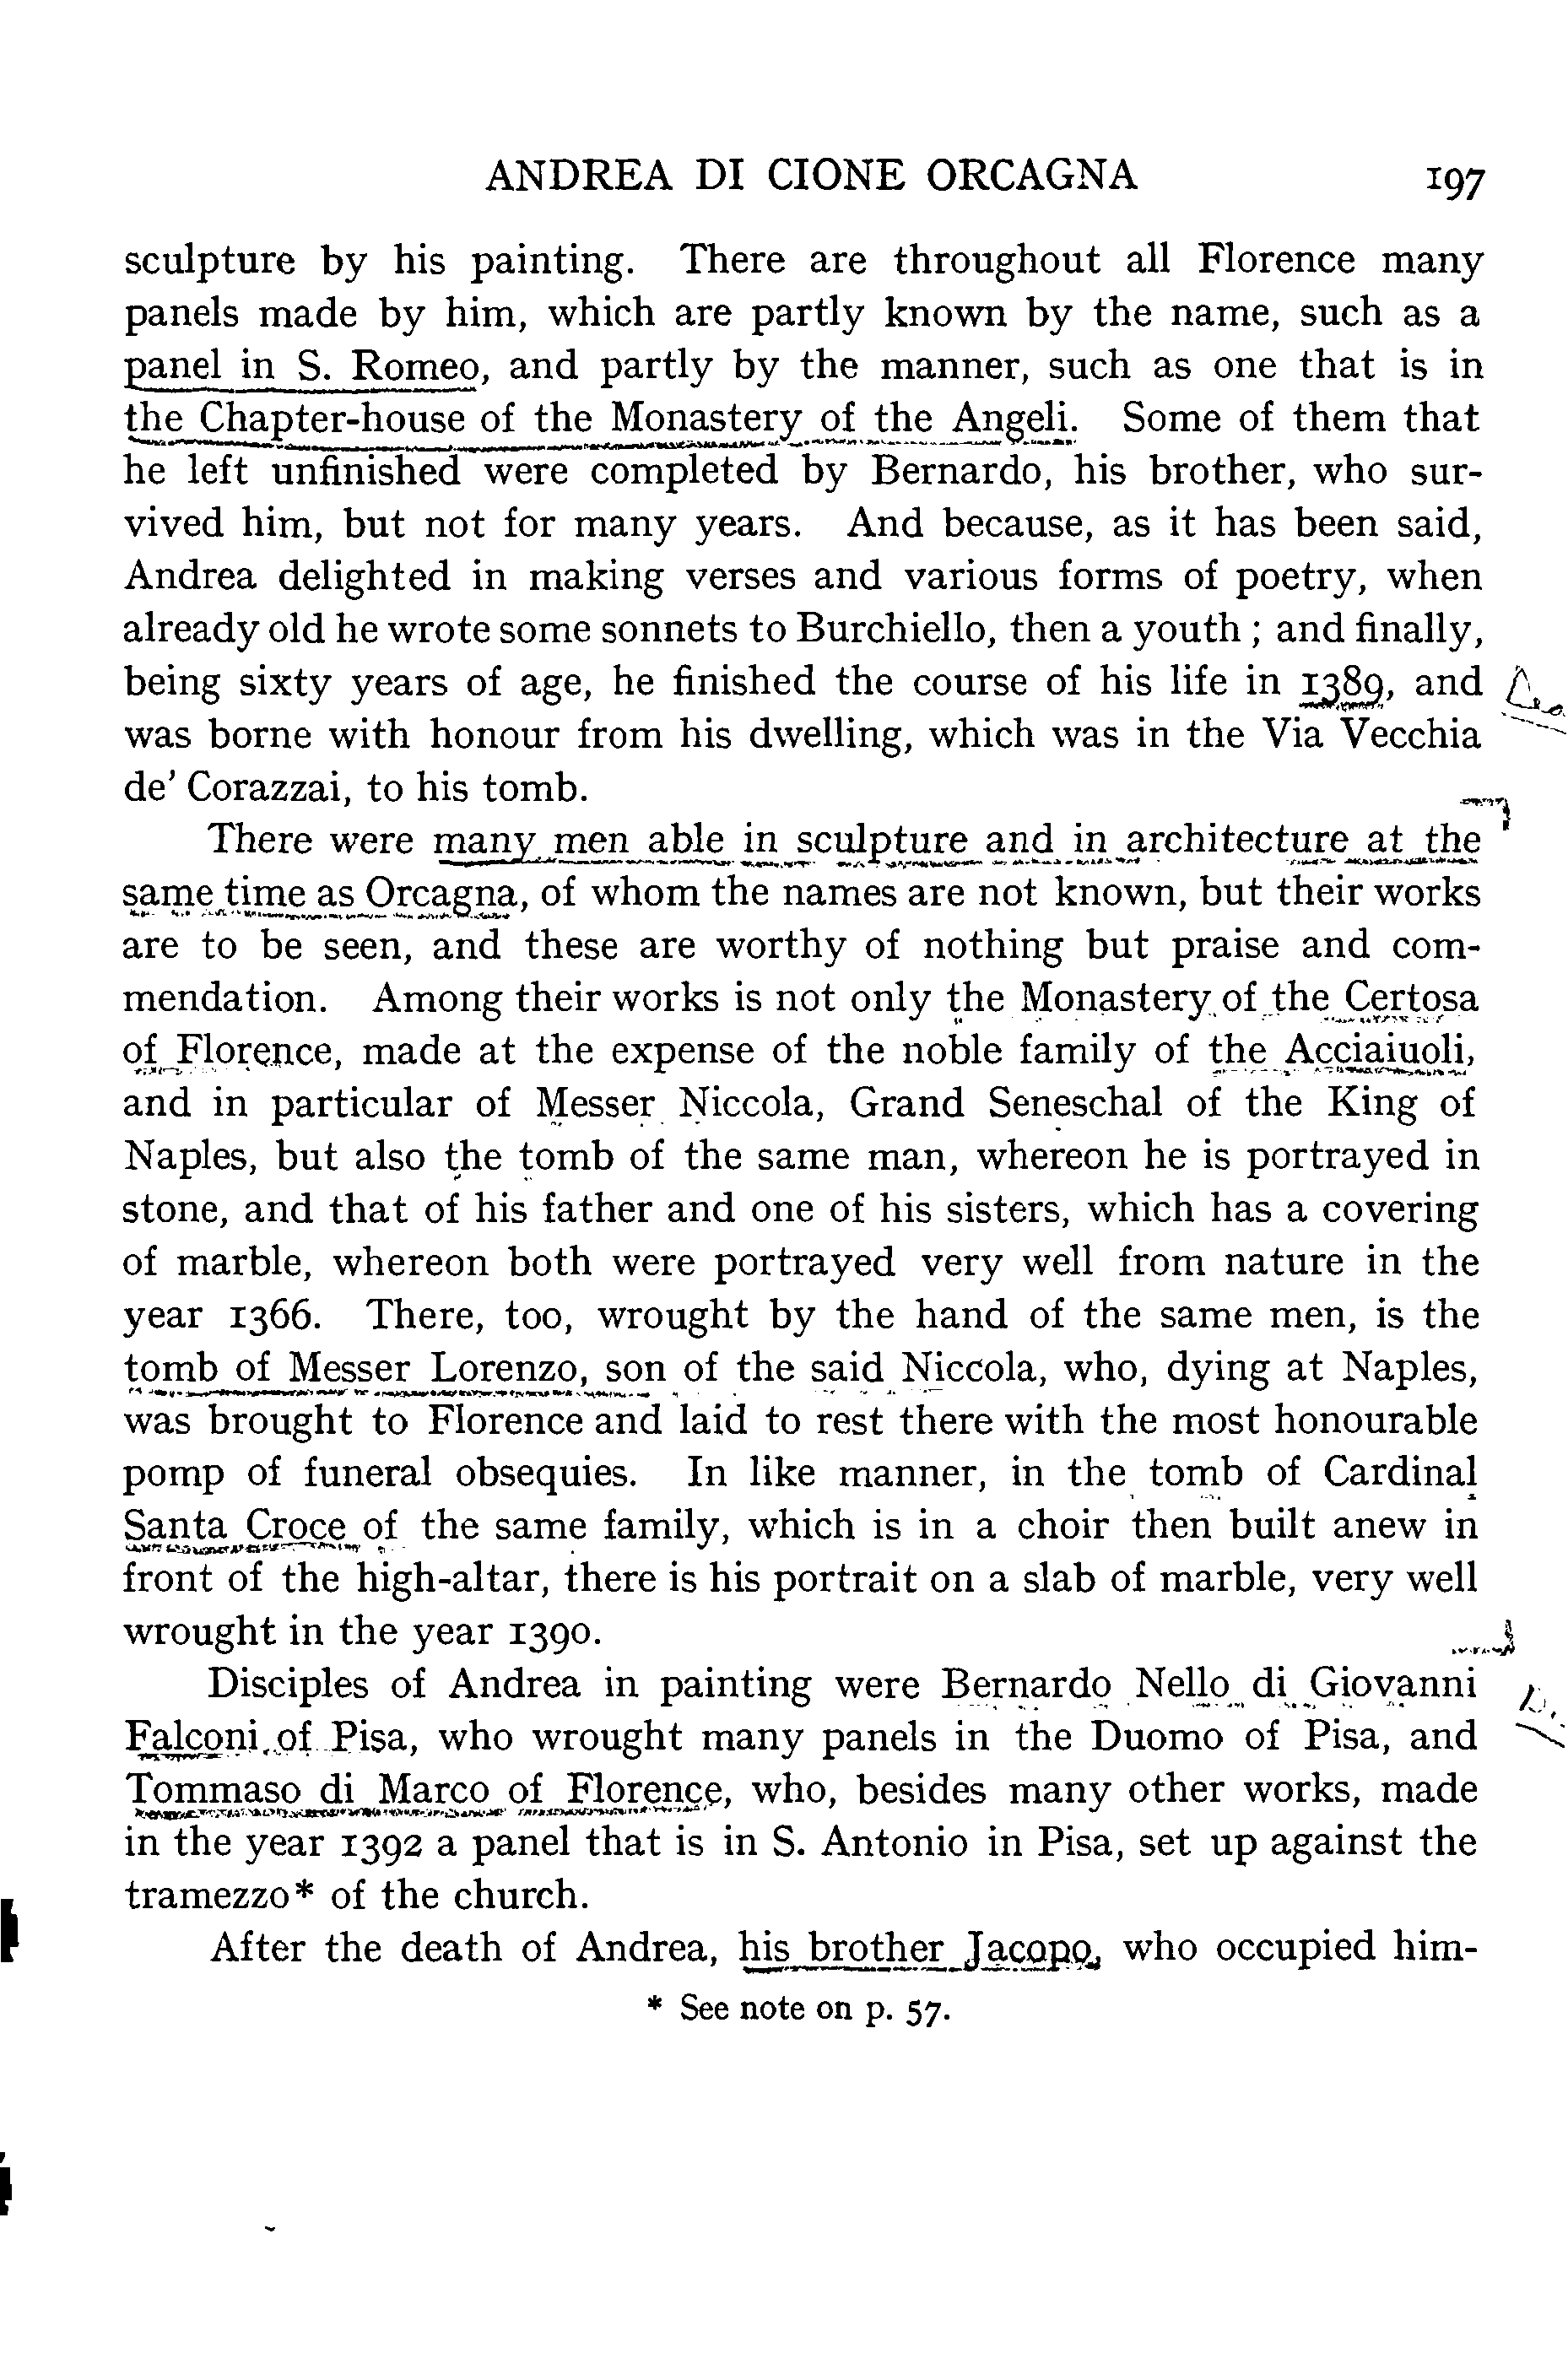 ANDREA DI CIONE ORCAGNA 197
sculpture by his painting. There are throughout all Florence many
panels made by him, which are partly known by the name, such as a
panel in S. Romeo, and partly by the manner, such as one that is in
the Chapter-house of the Monastery of the Angeli. Some of them that
he left unfinished were completed by Bernardo, his brother, who sur-
vived him, but not for many years. And because, as it has been said,
Andrea delighted in making verses and various forms of poetry, when
already old he wrote some sonnets to Burchiello, then a youth ; and finally,
being sixty years of age, he finished the course of his life in 1389, and
was borne with honour from his dwelling, which was in the Via Vecchia
de' Corazzai, to his tomb.
There were many men able in sculpture and in architecture at the
same time as Orcagna, of whom the names are not known, but their works
are to be seen, and these are worthy of nothing but praise and com-
mendation. Among their works is not only the Monastery of the Certosa
of Florence, made at the expense of the noble family of the Acciaiuoli,
and in particular of Messer Niccola, Grand Seneschal of the King of
Naples, but also the tomb of the same man, whereon he is portrayed in
stone, and that of his father and one of his sisters, which has a covering
of marble, whereon both were portrayed very well from nature in the
year 1366. There, too, wrought by the hand of the same men, is the
tomb of Messer Lorenzo, son of the said Niccola, who, dying at Naples,
was brought to Florence and laid to rest there with the most honourable
pomp of funeral obsequies. In like manner, in the tomb of Cardinal
Santa Croce of the same family, which is in a choir then built anew in
front of the high-altar, there is his portrait on a slab of marble, very well
wrought in the year 1390.
Disciples of Andrea in painting were Bernardo Nello di Giovanni
Falconi of Pisa, who wrought many panels in the Duomo of Pisa, and
Tommaso di Marco of Florence, who, besides many other works, made
in the year 1392 a panel that is in S. Antonio in Pisa, set up against the
tramezzo* of the church.
After the death of Andrea, his brother Jacopo, who occupied him-
* See note on p. 57.